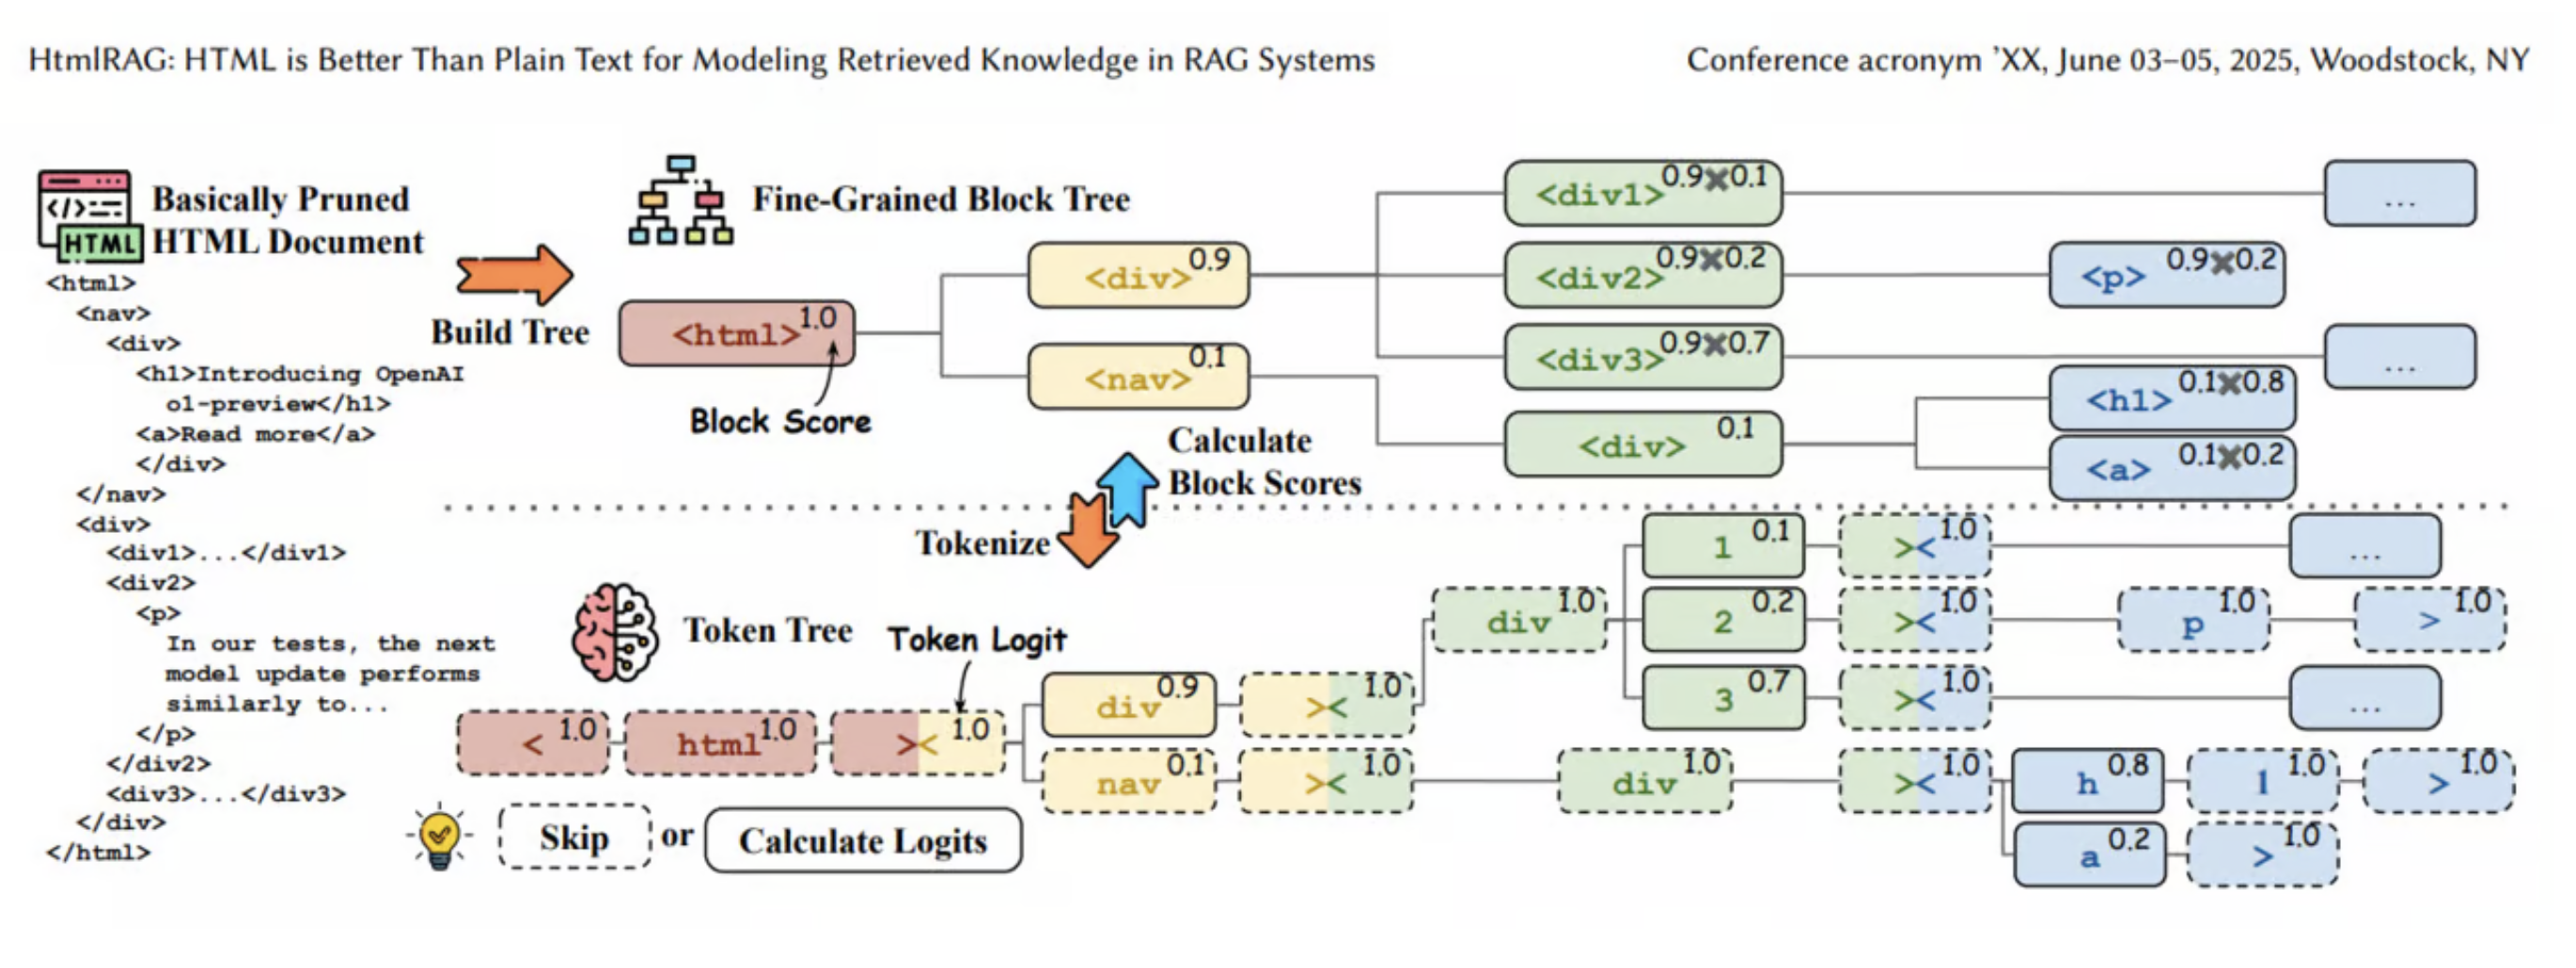 HtmlRAG: HTML is Better Than Plain Text for Modeling Retrieved Knowledge in RAG Systems
Conference acronym 'XX, June 03–05, 2025, Woodstock, NY
Basically Pruned
HTML Document
</>
HTML
<html>
<nav>
<div>
<h1>Introducing OpenAI
o1-preview</h1>
<a>Read more</a>
</div>
</nav>
<div>
<div1>...</div1>
<div2>
<p>
In our tests, the next
model update performs
similarly to...
</p>
</div2>
<div3>...</div3>
</div>
</html>
Build Tree
Fine-Grained Block Tree
<html> 1.0
Block Score
<div> 0.9
<nav> 0.1
<div1> 0.9×0.1
...
<div2> 0.9×0.2
<p> 0.9×0.2
<div3> 0.9×0.7
...
<div> 0.1
<h1> 0.1×0.8
<a> 0.1×0.2
Calculate
Block Scores
Tokenize
Token Tree
Token Logit
< 1.0
html 1.0
>< 1.0
div 0.9
>< 1.0
div 1.0
1 0.1
>< 1.0
...
2 0.2
>< 1.0
p 1.0
> 1.0
3 0.7
>< 1.0
...
nav 0.1
>< 1.0
div 1.0
>< 1.0
h 0.8
1 1.0
> 1.0
a 0.2
> 1.0
Skip or Calculate Logits